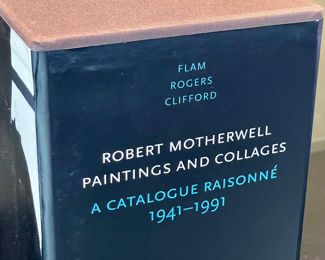 FLAM
ROGERS
CLIFFORD
ROBERT MOTHERWELL
PAINTINGS AND COLLAGES
A CATALOGUE RAISONNÉ
1941–1991